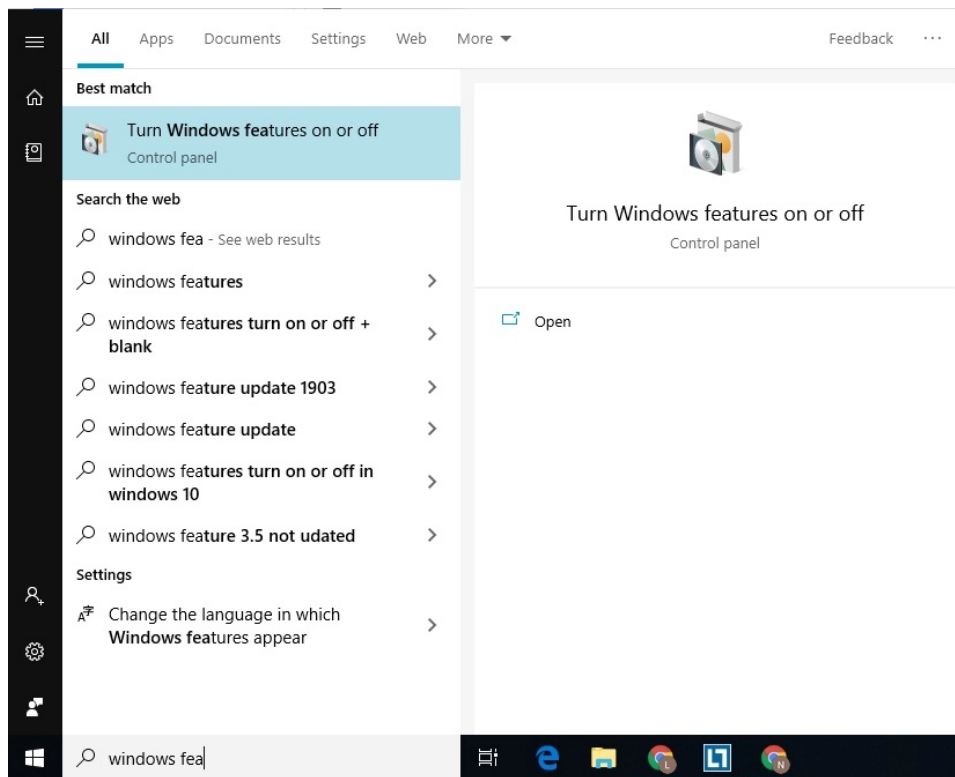 All Apps Documents Settings Web More Feedback ...
Best match
Turn Windows features on or off
Control panel
Search the web
windows fea - See web results
windows features
windows features turn on or off +
blank
windows feature update 1903
windows feature update
windows features turn on or off in
windows 10
windows feature 3.5 not udated
Settings
A字 Change the language in which
Windows features appear
Turn Windows features on or off
Control panel
Open
windows fea
L
N